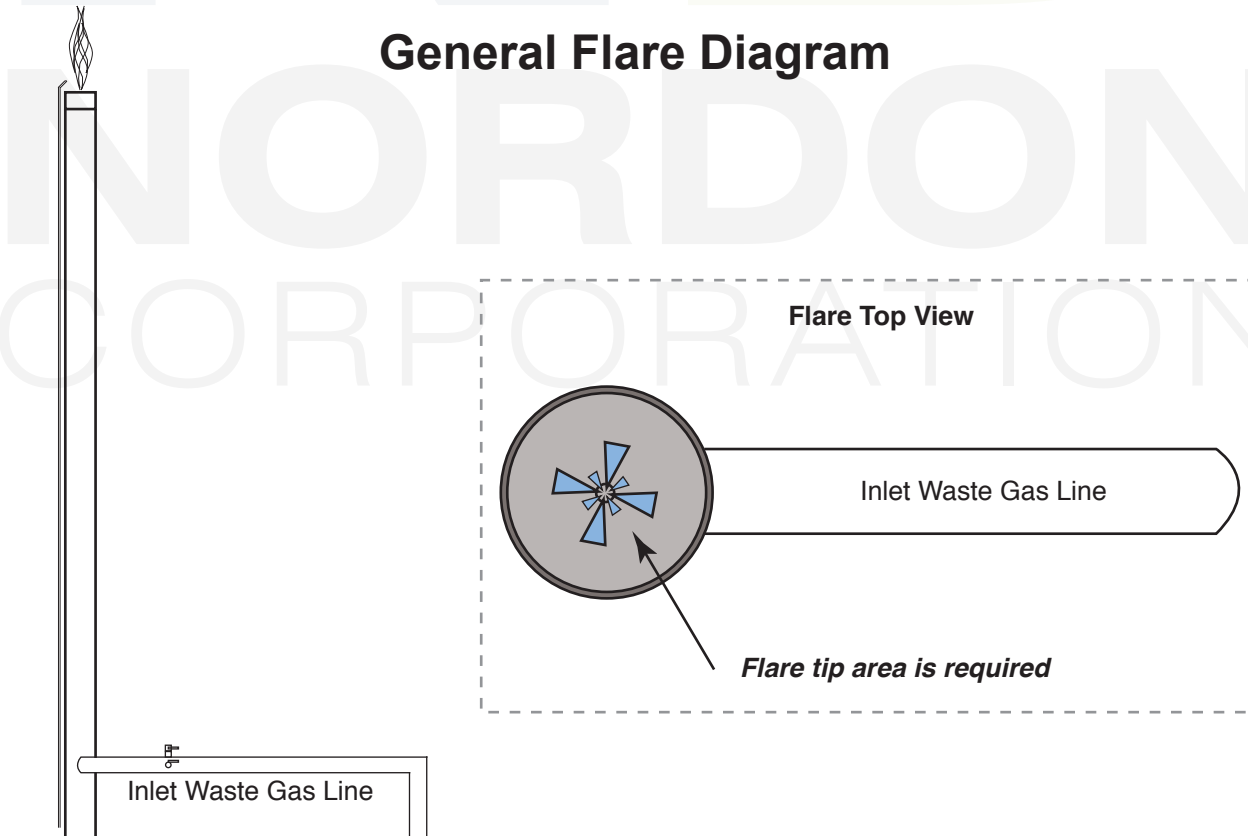 General Flare Diagram
NORDON
CORPORATION
Flare Top View
Inlet Waste Gas Line
Flare tip area is required
Inlet Waste Gas Line